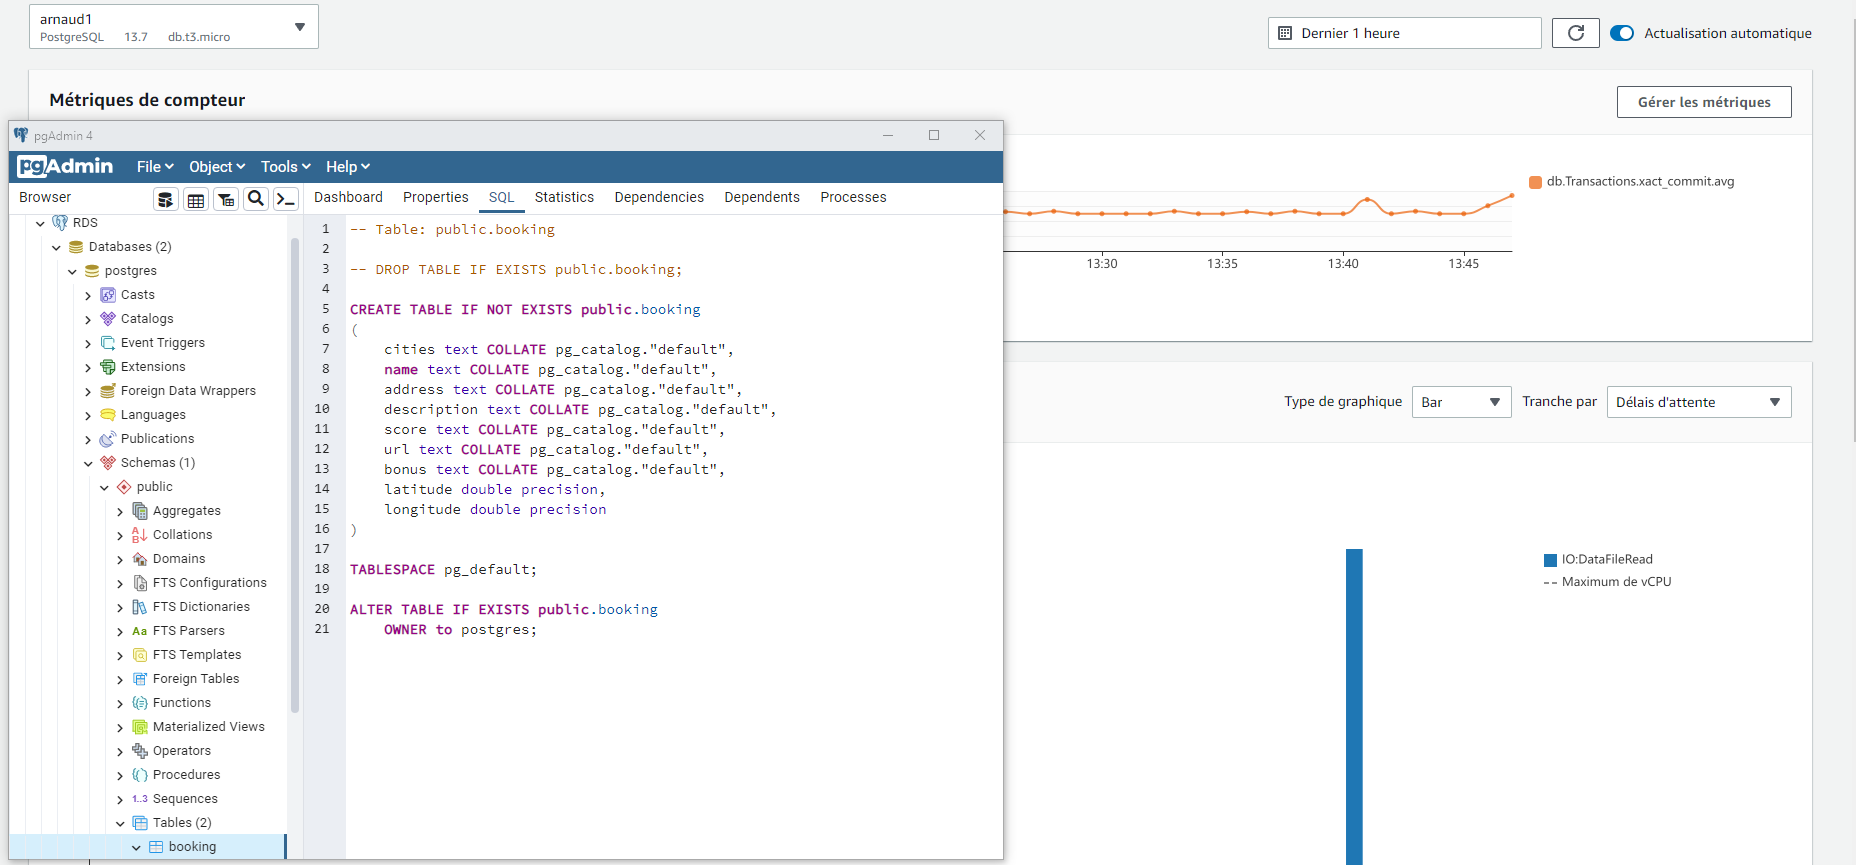 arnaud1
PostgreSQL 13.7 db.t3.micro
Dernier 1 heure
Actualisation automatique
Métriques de compteur
Gérer les métriques
pgAdmin 4
pgAdmin
File
Object
Tools
Help
Browser
Dashboard
Properties
SQL
Statistics
Dependencies
Dependents
Processes
RDS
Databases (2)
postgres
Casts
Catalogs
Event Triggers
Extensions
Foreign Data Wrappers
Languages
Publications
Schemas (1)
public
Aggregates
Collations
Domains
FTS Configurations
FTS Dictionaries
Aa FTS Parsers
FTS Templates
Foreign Tables
Functions
Materialized Views
Operators
Procedures
1..3 Sequences
Tables (2)
booking
1 -- Table: public.booking
2
3 -- DROP TABLE IF EXISTS public.booking;
4
5 CREATE TABLE IF NOT EXISTS public.booking
6 (
7 cities text COLLATE pg_catalog."default",
8 name text COLLATE pg_catalog."default",
9 address text COLLATE pg_catalog."default",
10 description text COLLATE pg_catalog."default",
11 score text COLLATE pg_catalog."default",
12 url text COLLATE pg_catalog."default",
13 bonus text COLLATE pg_catalog."default",
14 latitude double precision,
15 longitude double precision
16 )
17
18 TABLESPACE pg_default;
19
20 ALTER TABLE IF EXISTS public.booking
21 OWNER to postgres;
db.Transactions.xact_commit.avg
13:30 13:35 13:40 13:45
Type de graphique
Bar
Tranche par
Délais d'attente
IO:DataFileRead
-- Maximum de vCPU